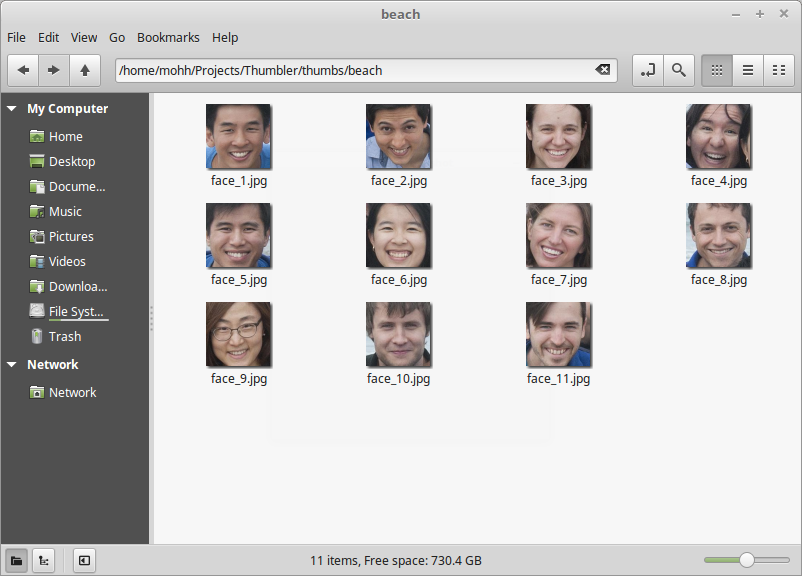 beach
File Edit View Go Bookmarks Help
/home/mohh/Projects/Thumbler/thumbs/beach
My Computer
Home
Desktop
Docume...
Music
Pictures
Videos
Downloa...
File Syst...
Trash
Network
Network
face_1.jpg face_2.jpg face_3.jpg face_4.jpg
face_5.jpg face_6.jpg face_7.jpg face_8.jpg
face_9.jpg face_10.jpg face_11.jpg
11 items, Free space: 730.4 GB